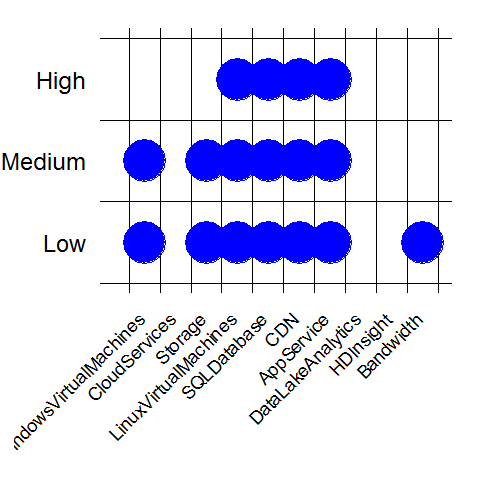 High
Medium
Low
ndowsVirtualMachines
CloudServices
Storage
LinuxVirtualMachines
SQLDatabase
CDN
AppService
DataLakeAnalytics
HDInsight
Bandwidth